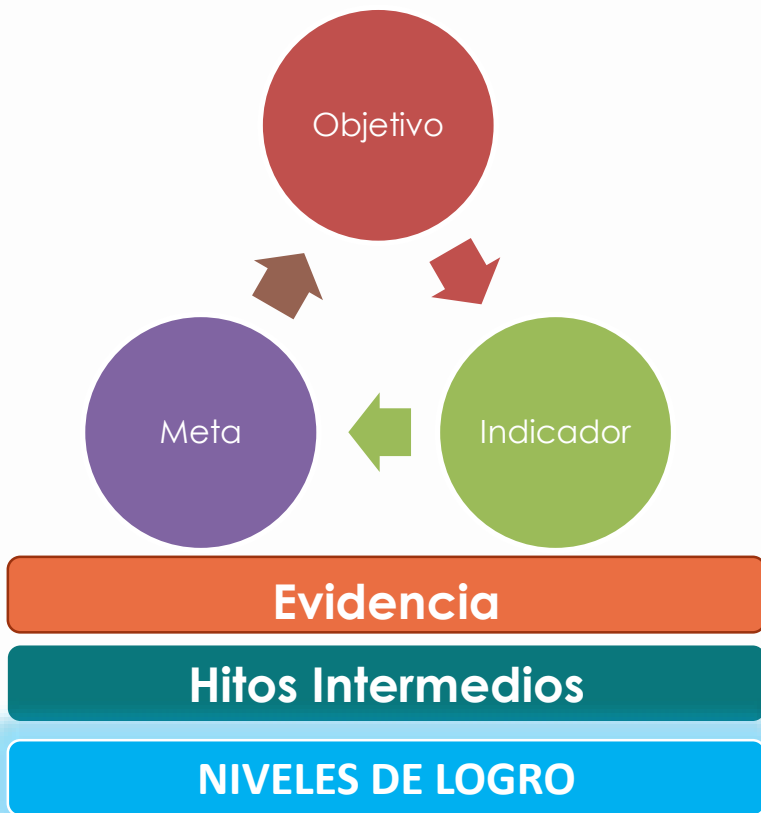 Objetivo
Meta
Indicador
Evidencia
Hitos Intermedios
NIVELES DE LOGRO